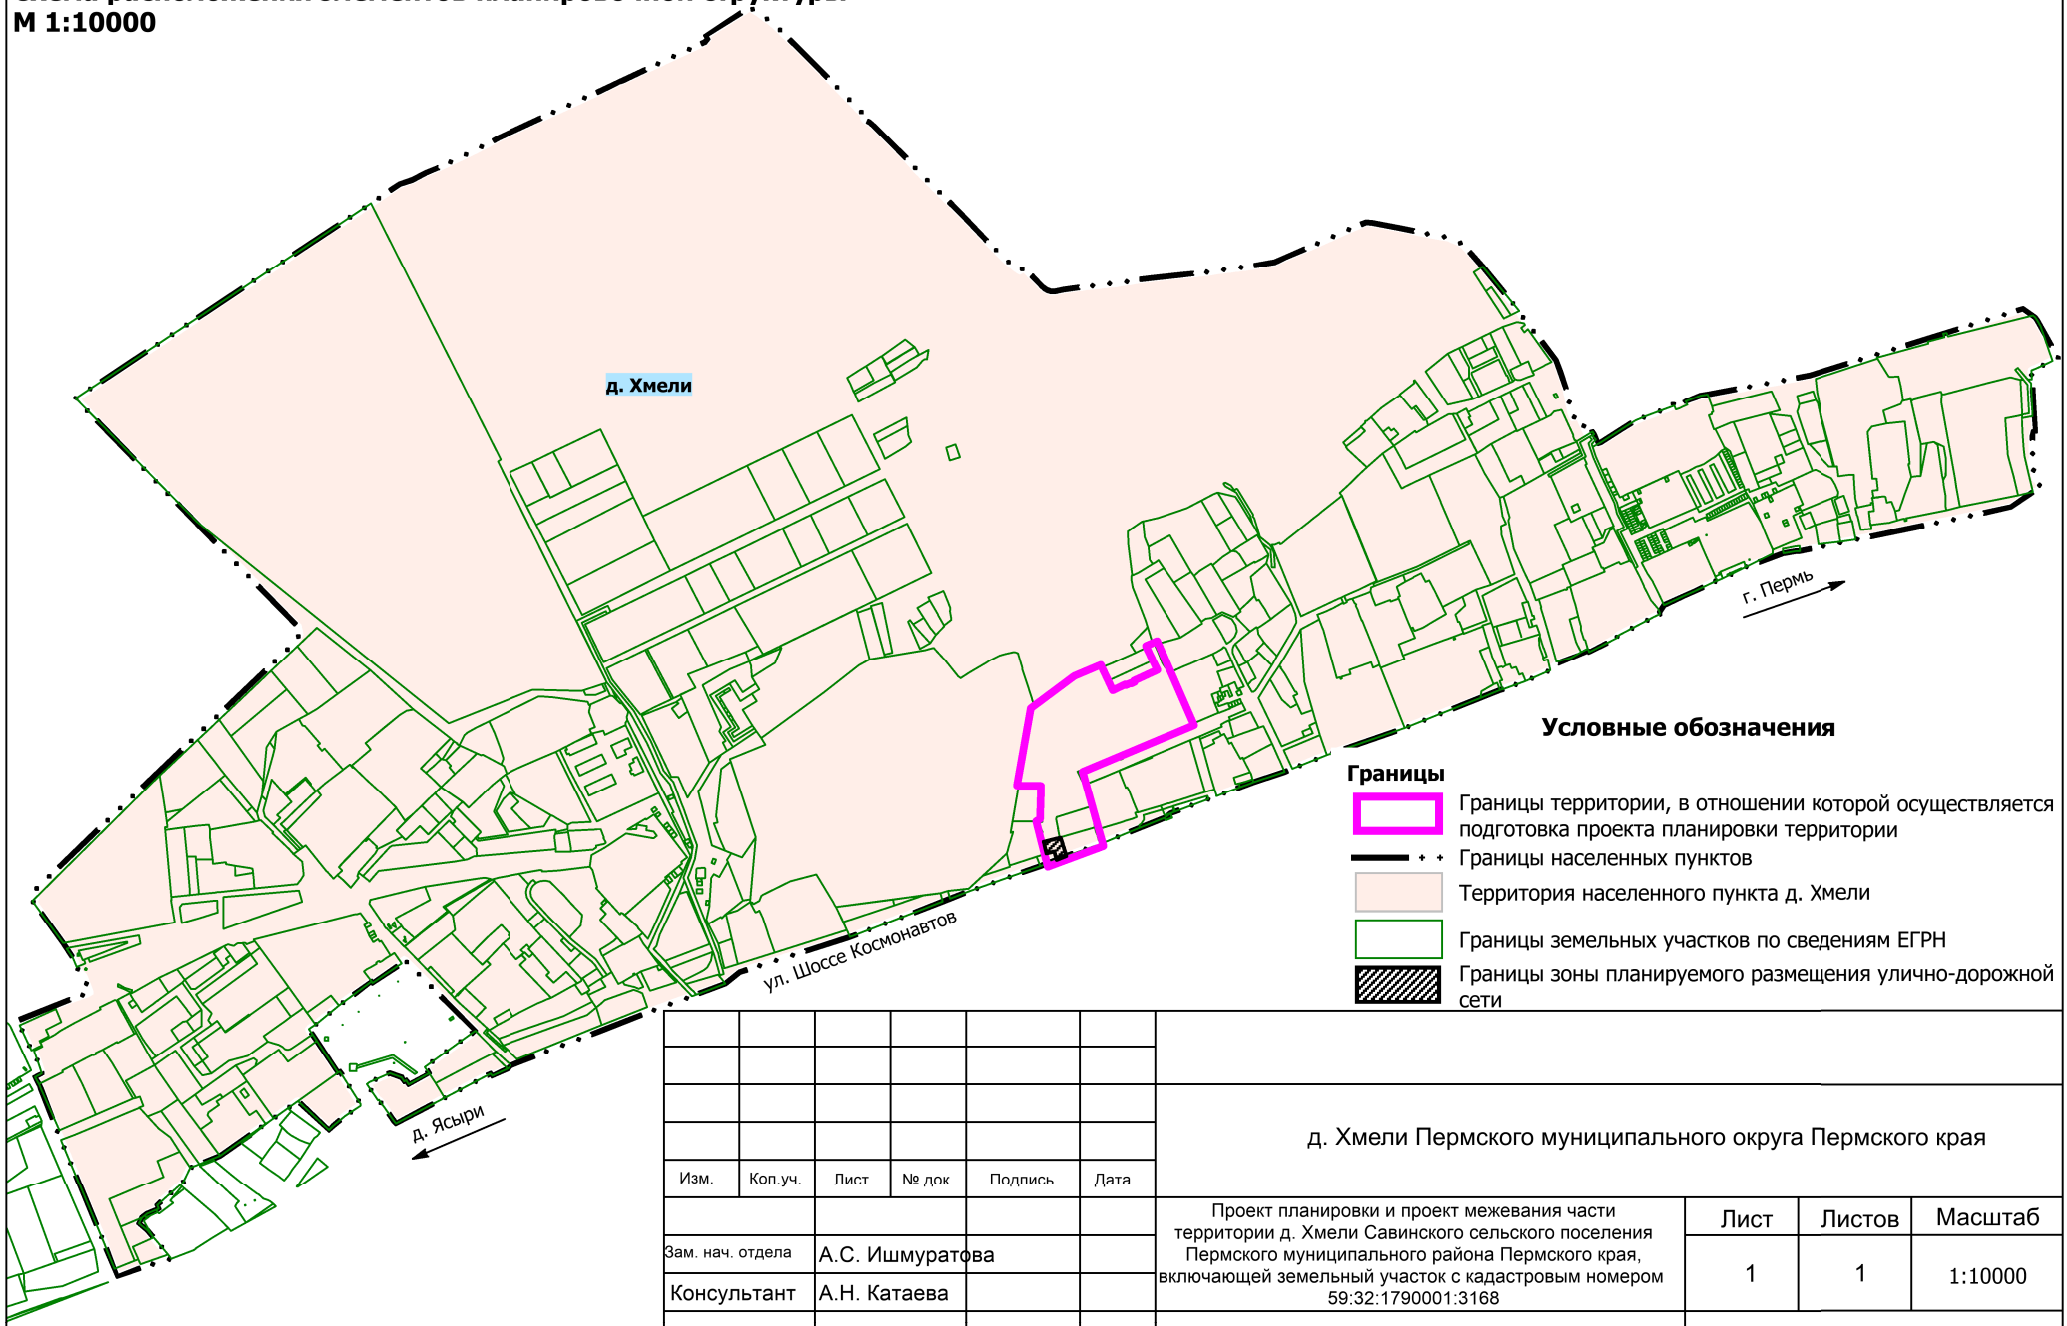 М 1:10000
д. Хмели
г. Пермь
Условные обозначения
Границы
Границы территории, в отношении которой осуществляется
подготовка проекта планировки территории
Границы населенных пунктов
Территория населенного пункта д. Хмели
Границы земельных участков по сведениям ЕГРН
Границы зоны планируемого размещения улично-дорожной
сети
ул. Шоссе Космонавтов
д. Ясыри
д. Хмели Пермского муниципального округа Пермского края
Изм. Кол.уч. Лист № док Подпись Дата
Проект планировки и проект межевания части
территории д. Хмели Савинского сельского поселения
Пермского муниципального района Пермского края,
включающей земельный участок с кадастровым номером
59:32:1790001:3168
Лист Листов Масштаб
1 1 1:10000
Зам. нач. отдела А.С. Ишмуратова
Консультант А.Н. Катаева